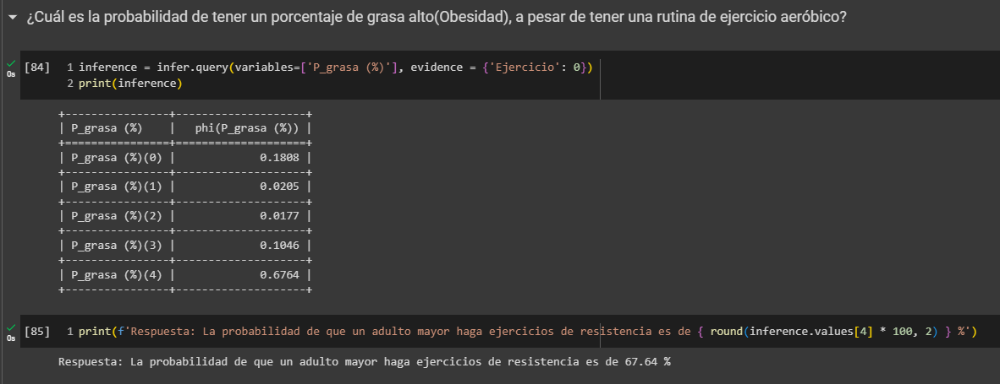 ¿Cuál es la probabilidad de tener un porcentaje de grasa alto(Obesidad), a pesar de tener una rutina de ejercicio aeróbico?
[84] 1 inference = infer.query(variables=['P_grasa (%)'], evidence = {'Ejercicio': 0})
0s 2 print(inference)
+----------------+--------------------+
| P_grasa (%) | phi(P_grasa (%)) |
+================+====================+
| P_grasa (%)(0) | 0.1808 |
+----------------+--------------------+
| P_grasa (%)(1) | 0.0205 |
+----------------+--------------------+
| P_grasa (%)(2) | 0.0177 |
+----------------+--------------------+
| P_grasa (%)(3) | 0.1046 |
+----------------+--------------------+
| P_grasa (%)(4) | 0.6764 |
+----------------+--------------------+
[85] 1 print(f'Respuesta: La probabilidad de que un adulto mayor haga ejercicios de resistencia es de { round(inference.values[4] * 100, 2) } %')
0s
Respuesta: La probabilidad de que un adulto mayor haga ejercicios de resistencia es de 67.64 %